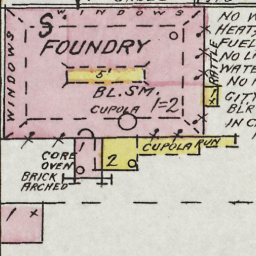 WINDOWS
S
FOUNDRY
WINDOWS
5'
BL. SM.
1=2
CUPOLA
NO W
HEAT:
FUEL
NO LI
WATE
NO H
CITY
BLR
IN C
1
CUPOLA RUN
2
CORE
OVEN
BRICK
ARCHED
1 x